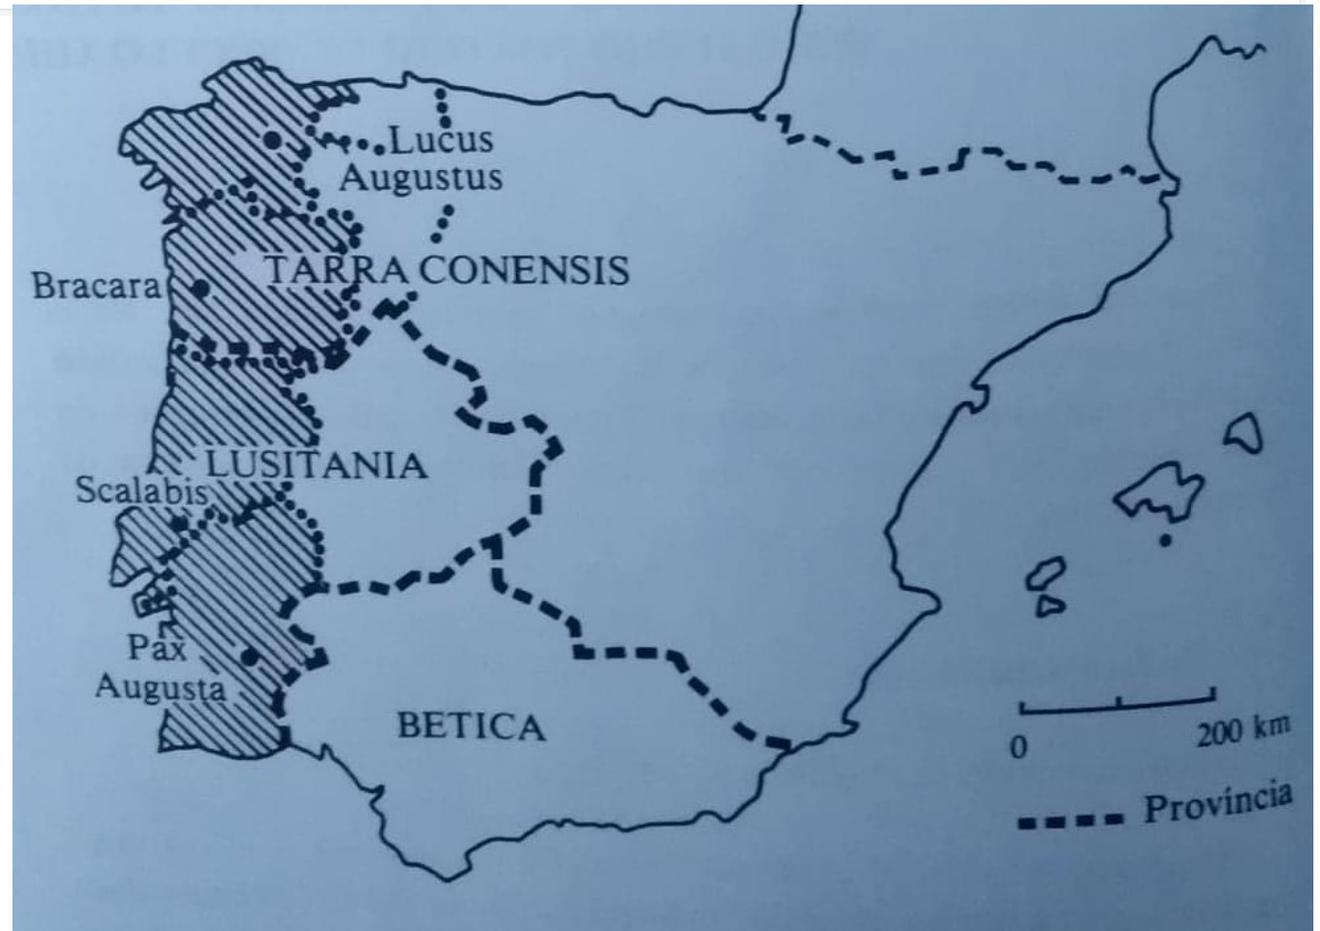 Lucus
Augustus
TARRA CONENSIS
Bracara
LUSITANIA
Scalabis
Pax
Augusta
BETICA
0
200 km
Província